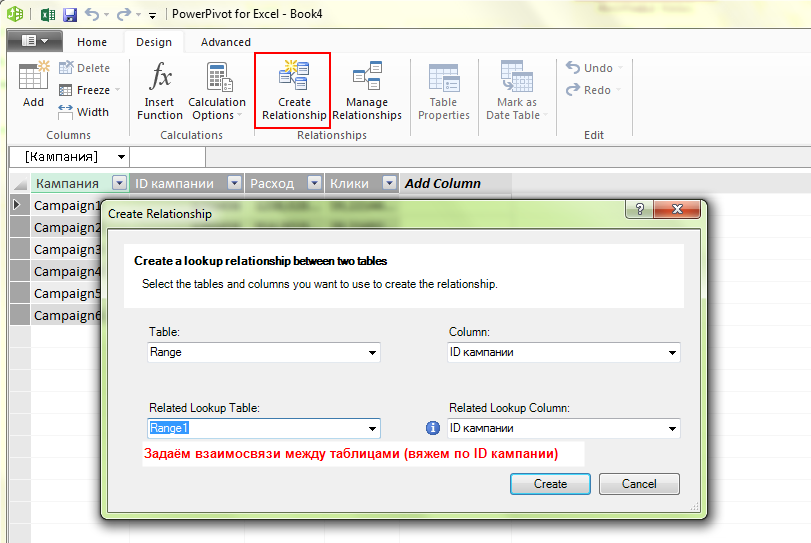 PowerPivot for Excel - Book4
Home Design Advanced
Add
Delete
Freeze
Width
Columns
fx
Insert Function
Calculation Options
Calculations
Create Relationship
Manage Relationships
Relationships
Table Properties
Mark as Date Table
Undo
Redo
Edit
[Кампания]
Кампания ID кампании Расход Клики Add Column
Campaign1
Campaign2
Campaign3
Campaign4
Campaign5
Campaign6
Create Relationship
Create a lookup relationship between two tables
Select the tables and columns you want to use to create the relationship.
Table: Column:
Range ID кампании
Related Lookup Table: Related Lookup Column:
Range1 ID кампании
Задаём взаимосвязи между таблицами (вяжем по ID кампании)
Create Cancel